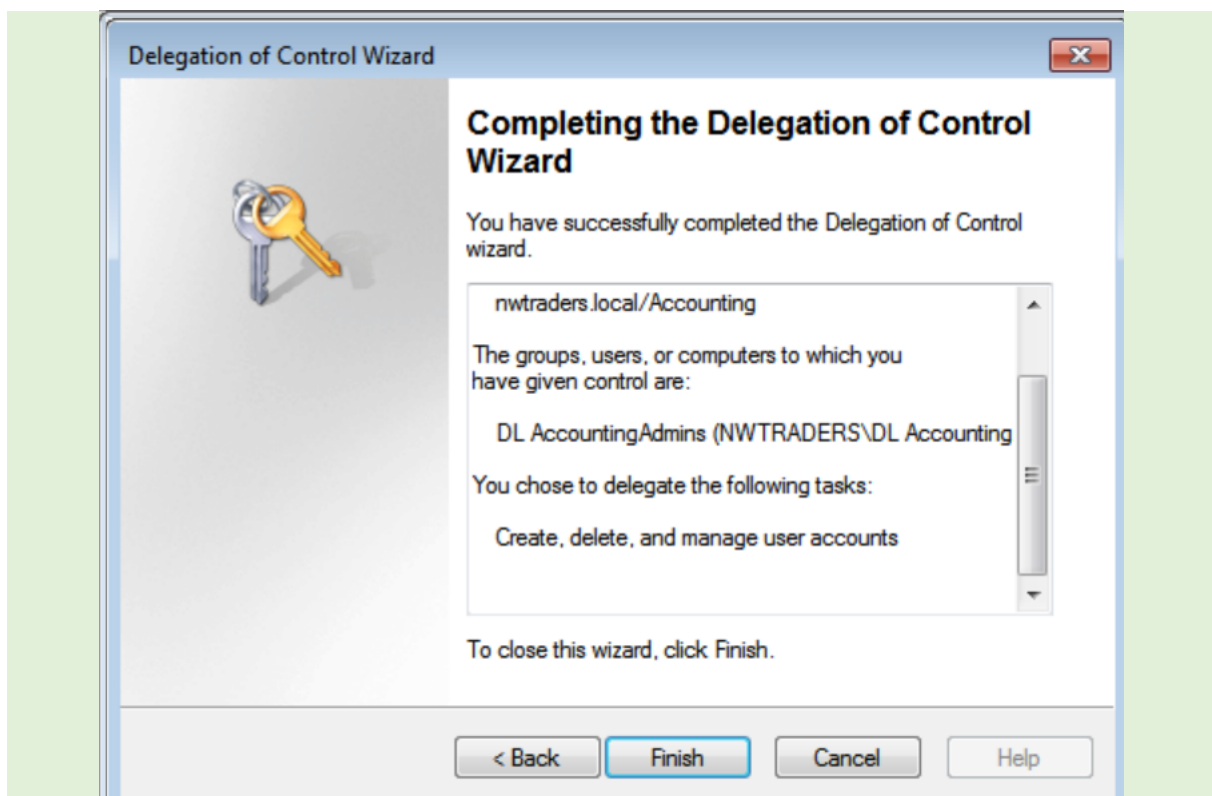 Delegation of Control Wizard
Completing the Delegation of Control
Wizard
You have successfully completed the Delegation of Control
wizard.
nwtraders.local/Accounting
The groups, users, or computers to which you
have given control are:
DL AccountingAdmins (NWTRADERS\DL Accounting
You chose to delegate the following tasks:
Create, delete, and manage user accounts
To close this wizard, click Finish.
< Back
Finish
Cancel
Help